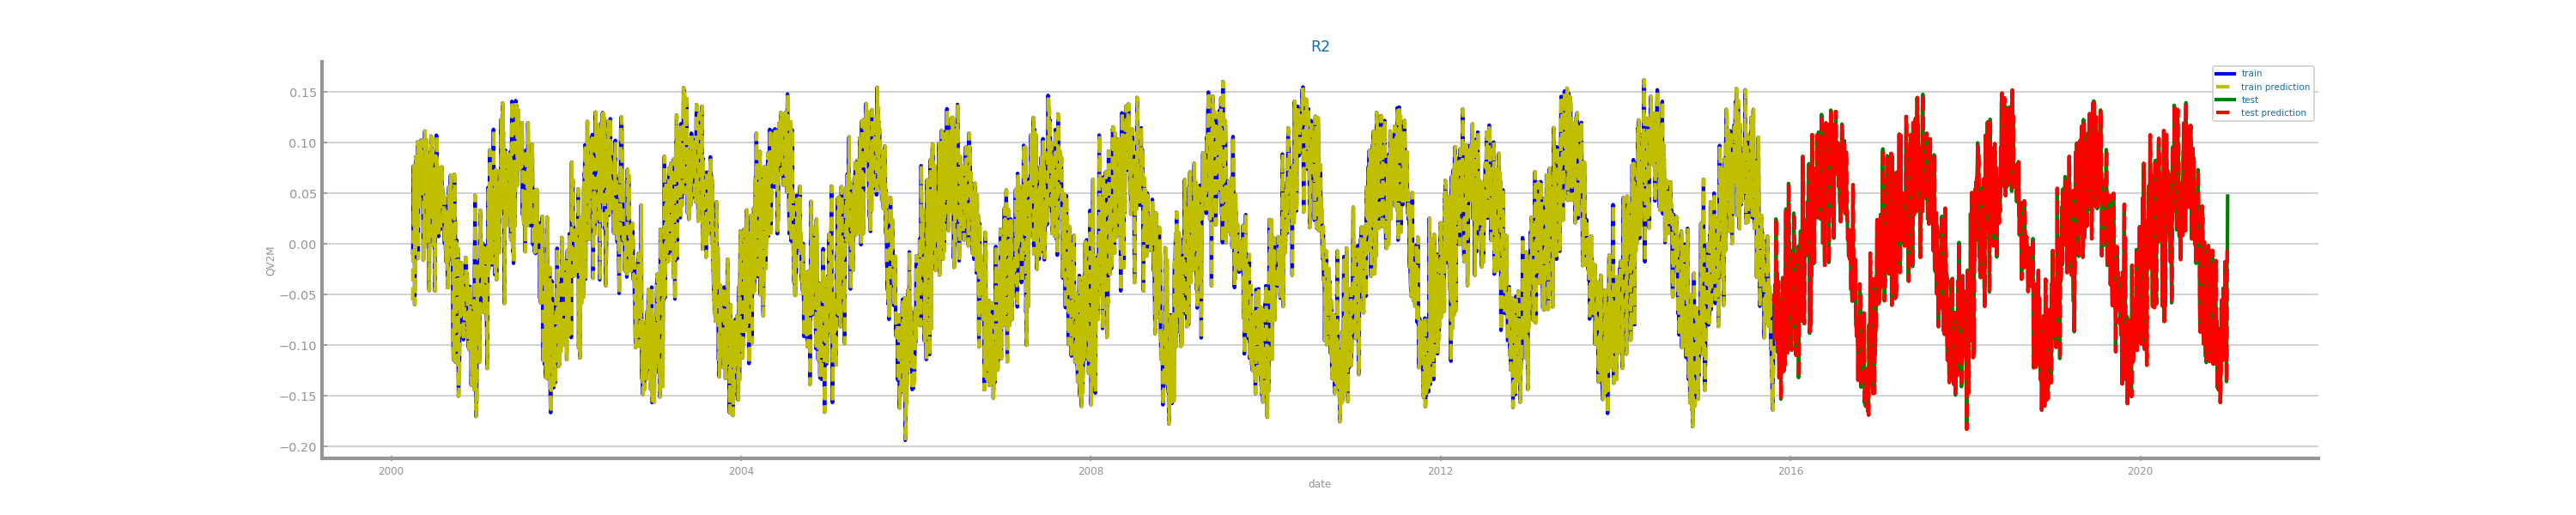 R2
train
train prediction
test
test prediction
0.15
0.10
0.05
0.00
−0.05
−0.10
−0.15
−0.20
QV2M
2000 2004 2008 2012 2016 2020
date